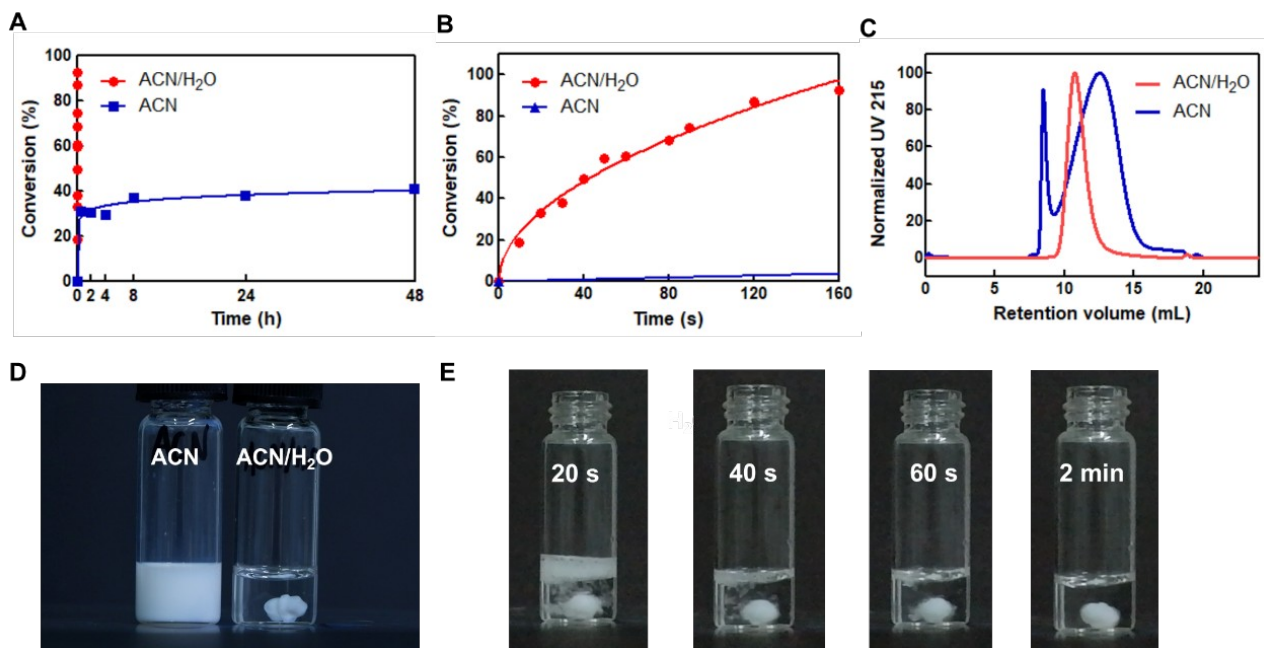 A
Conversion (%)
100
80
60
40
20
0
ACN/H₂O
ACN
0 2 4 8 24 48
Time (h)
B
Conversion (%)
100
80
60
40
20
0
ACN/H₂O
ACN
0 40 80 120 160
Time (s)
C
Normalized UV 215
100
80
60
40
20
0
ACN/H₂O
ACN
0 5 10 15 20
Retention volume (mL)
D
ACN
ACN/H₂O
E
20 s
40 s
60 s
2 min